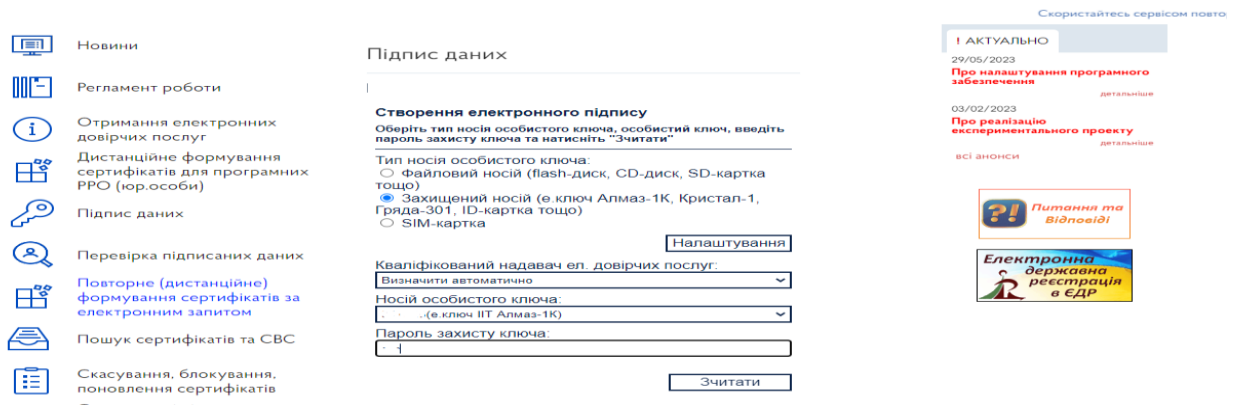 Скористайтесь сервісом повто
Новини
Регламент роботи
Отримання електронних
довірчих послуг
Дистанційне формування
сертифікатів для програмних
РРО (юр.особи)
Підпис даних
Перевірка підписаних даних
Повторне (дистанційне)
формування сертифікатів за
електронним запитом
Пошук сертифікатів та СВС
Скасування, блокування,
поновлення сертифікатів
Підпис даних
Створення електронного підпису
Оберіть тип носія особистого ключа, особистий ключ, введіть
пароль захисту ключа та натисніть "Зчитати"
Тип носія особистого ключа:
Файловий носій (flash-диск, CD-диск, SD-картка
тощо)
Захищений носій (е.ключ Алмаз-1К, Кристал-1,
Гряда-301, ID-картка тощо)
SIM-картка
Налаштування
Кваліфікований надавач ел. довірчих послуг:
Визначити автоматично
Носій особистого ключа:
(е.ключ ІІТ Алмаз-1К)
Пароль захисту ключа:
Зчитати
! АКТУАЛЬНО
29/05/2023
Про налаштування програмного
забезпечення
детальніше
03/02/2023
Про реалізацію
експериментального проекту
детальніше
всі анонси
?!
Питання та
Відповіді
Електронна
державна
реєстрація
в ЄДР